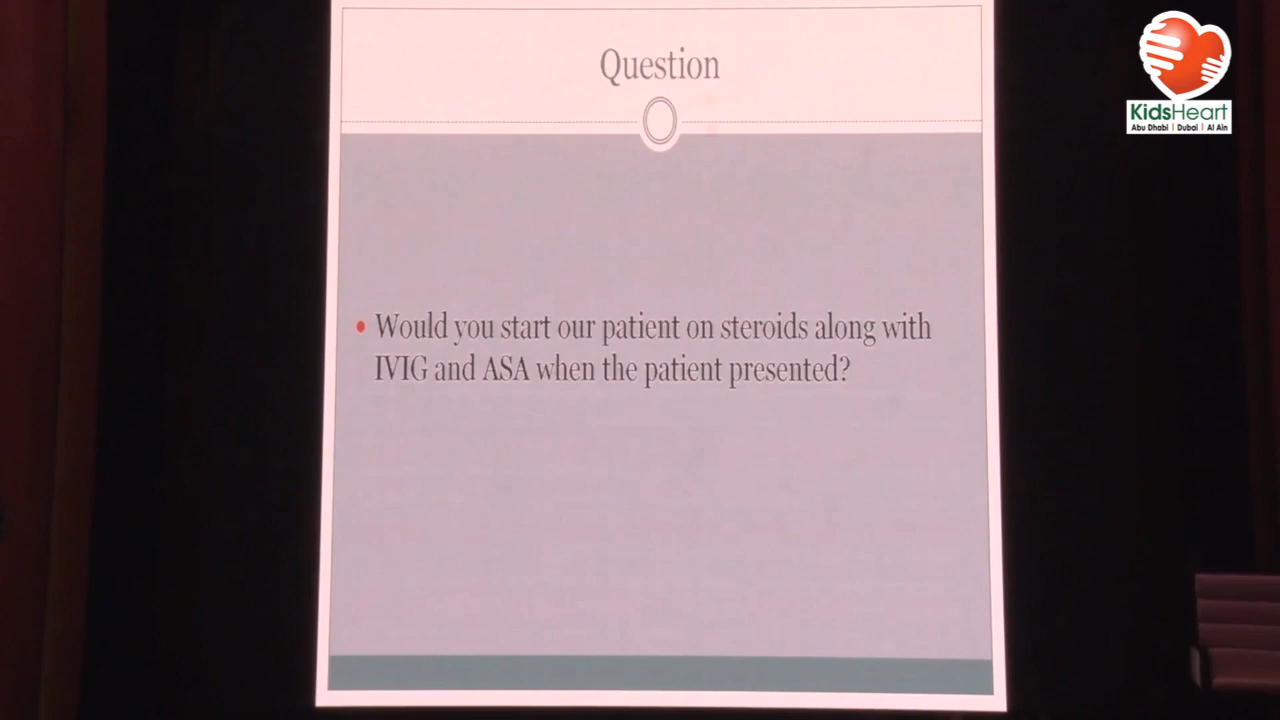 Question
• Would you start our patient on steroids along with
IVIG and ASA when the patient presented?
KidsHeart
Abu Dhabi | Dubai | Al Ain